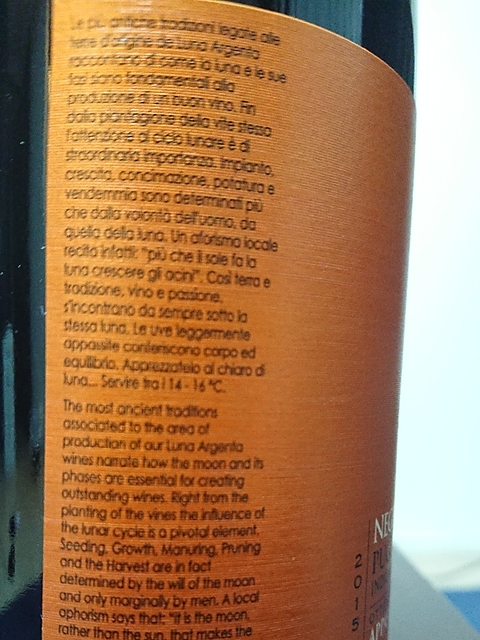 Le più antiche tradizioni legate alle
terre d'origine de Luna Argenta
raccontano di come la luna e le sue
fasi siano fondamentali alla
produzione di un buon vino. Fin
dalla piantagione della vite stessa
l'attenzione al ciclo lunare è di
straordinaria importanza. Impianto,
crescita, concimazione, potatura e
vendemmia sono determinati più
che dalla volontà dell'uomo, da
quella della luna. Un aforismo locale
recita infatti: "più che il sole fa la
luna crescere gli acini". Così terra e
tradizione, vino e passione,
s'incontrano da sempre sotto la
stessa luna. Le uve leggermente
appassite conferiscono corpo ed
equilibrio. Apprezzatelo al chiaro di
luna... Servire tra i 14 - 16 °C.
The most ancient traditions
associated to the area of
production of our Luna Argenta
wines narrate how the moon and its
phases are essential for creating
outstanding wines. Right from the
planting of the vines the influence of
the lunar cycle is a pivotal element.
Seeding, Growth, Manuring, Pruning
and the Harvest are in fact
determined by the will of the moon
and only marginally by men. A local
aphorism says that: "it is the moon,
rather than the sun, that makes the
2015
NEG
PU